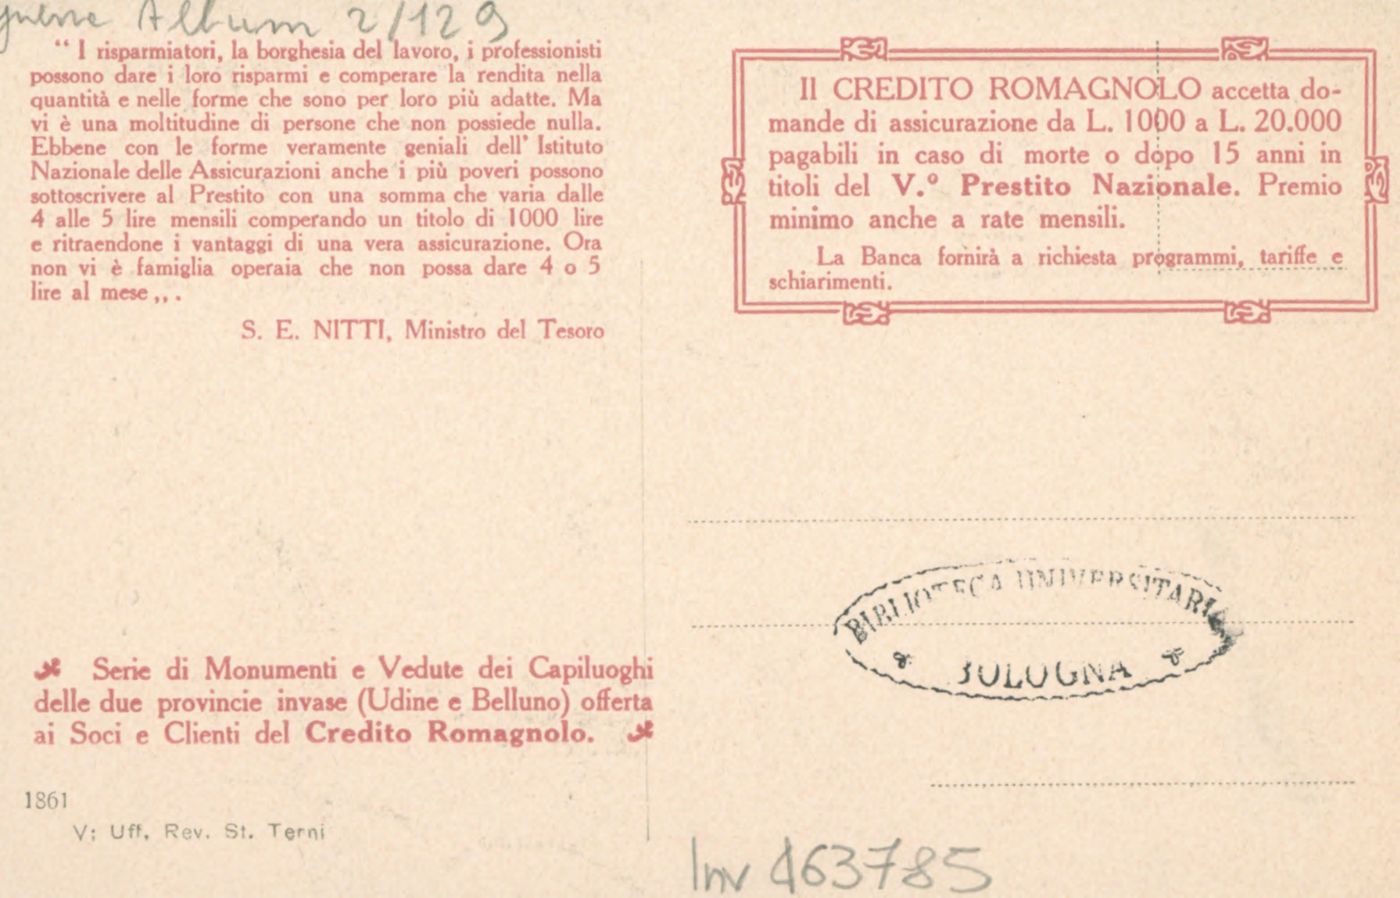 Album 2/129
“ I risparmiatori, la borghesia del lavoro, i professionisti
possono dare i loro risparmi e comperare la rendita nella
quantità e nelle forme che sono per loro più adatte. Ma
vi è una moltitudine di persone che non possiede nulla.
Ebbene con le forme veramente geniali dell' Istituto
Nazionale delle Assicurazioni anche i più poveri possono
sottoscrivere al Prestito con una somma che varia dalle
4 alle 5 lire mensili comperando un titolo di 1000 lire
e ritraendone i vantaggi di una vera assicurazione. Ora
non vi è famiglia operaia che non possa dare 4 o 5
lire al mese „ .
S. E. NITTI, Ministro del Tesoro
Il CREDITO ROMAGNOLO accetta do-
mande di assicurazione da L. 1000 a L. 20.000
pagabili in caso di morte o dopo 15 anni in
titoli del V.º Prestito Nazionale. Premio
minimo anche a rate mensili.
La Banca fornirà a richiesta programmi, tariffe e
schiarimenti.
BIBLIOTECA UNIVERSITARIA
BOLOGNA
Serie di Monumenti e Vedute dei Capiluoghi
delle due provincie invase (Udine e Belluno) offerta
ai Soci e Clienti del Credito Romagnolo.
1861
V; Uff. Rev. St. Terni
Inv 463785